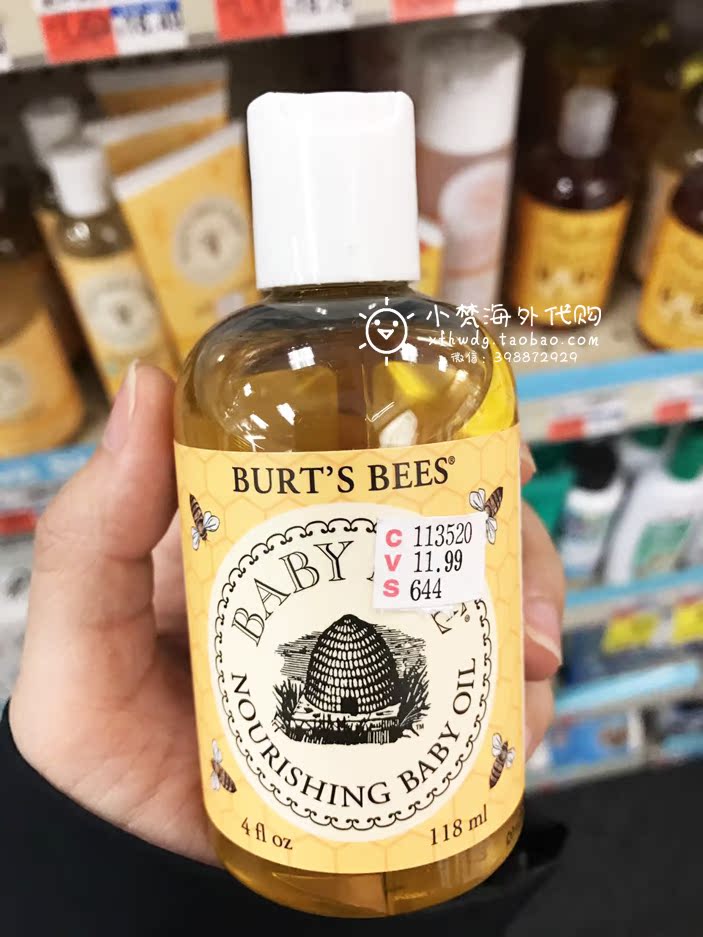 小梵海外代购
xfhwdg.taobao.com
微信: 398872929
BURT'S BEES®
C 113520
V 11.99
S 644
BABY
NOURISHING BABY OIL
TM
4 fl oz
118 ml